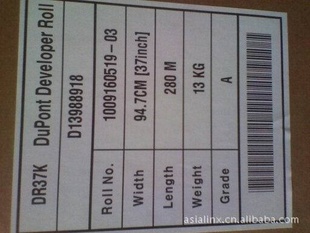 DR37K DuPont Developer Roll
D13988918
Roll No. 1009160519-03
Width 94.7CM [37inch]
Length 280 M
Weight 13 KG
Grade A
asialinx.cn.alibaba.com